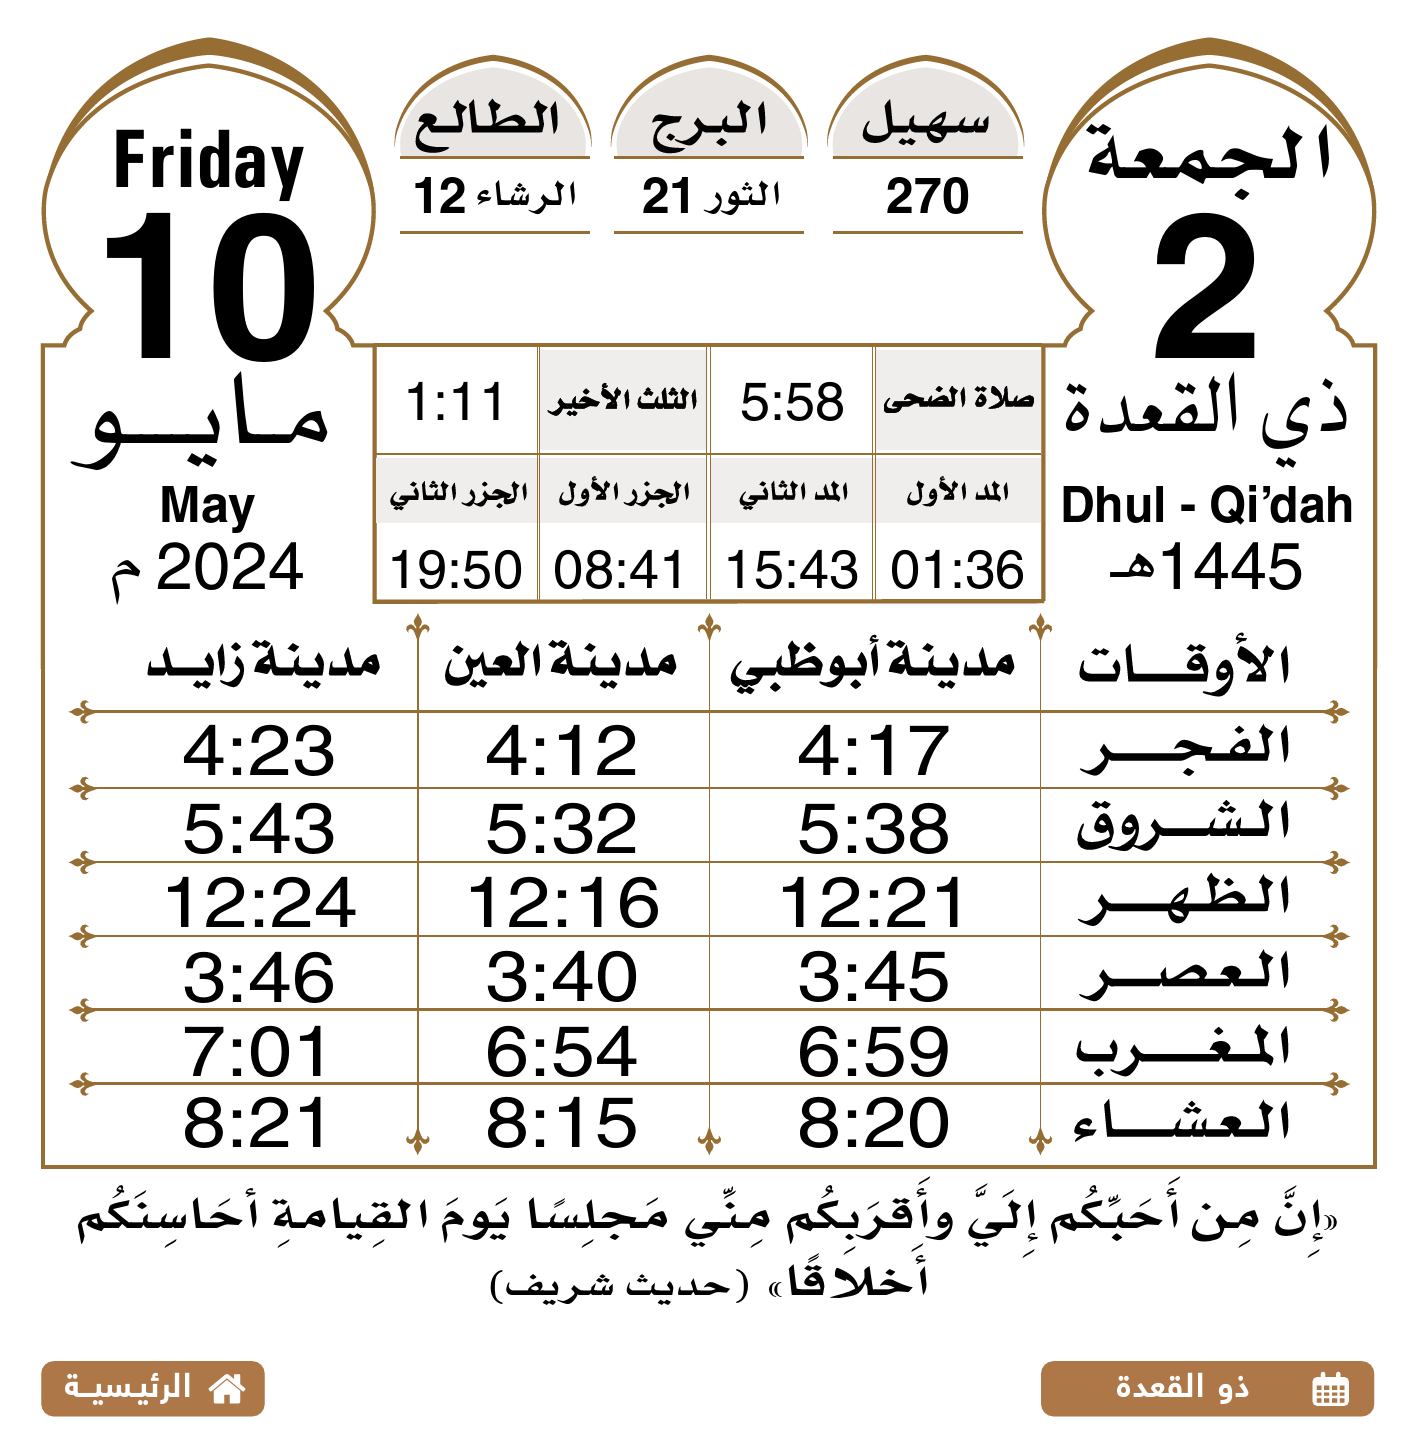 الجمعة
2
ذي القعدة
Dhul - Qi’dah
1445هـ
سهيل البرج الطالع
270 الثور 21 الرشاء 12
Friday
10
مايو
May
2024 م
صلاة الضحى 5:58 الثلث الأخير 1:11
المد الأول المد الثاني الجزر الأول الجزر الثاني
01:36 15:43 08:41 19:50
الأوقات مدينة أبوظبي مدينة العين مدينة زايد
الفجر 4:17 4:12 4:23
الشروق 5:38 5:32 5:43
الظهر 12:21 12:16 12:24
العصر 3:45 3:40 3:46
المغرب 6:59 6:54 7:01
العشاء 8:20 8:15 8:21
«إِنَّ مِن أَحَبِّكُم إِلَيَّ وأَقرَبِكُم مِنِّي مَجلِسًا يَومَ القِيامةِ أحَاسِنَكُم
أَخلاقًا» (حديث شريف)
ذو القعدة
الرئيسية